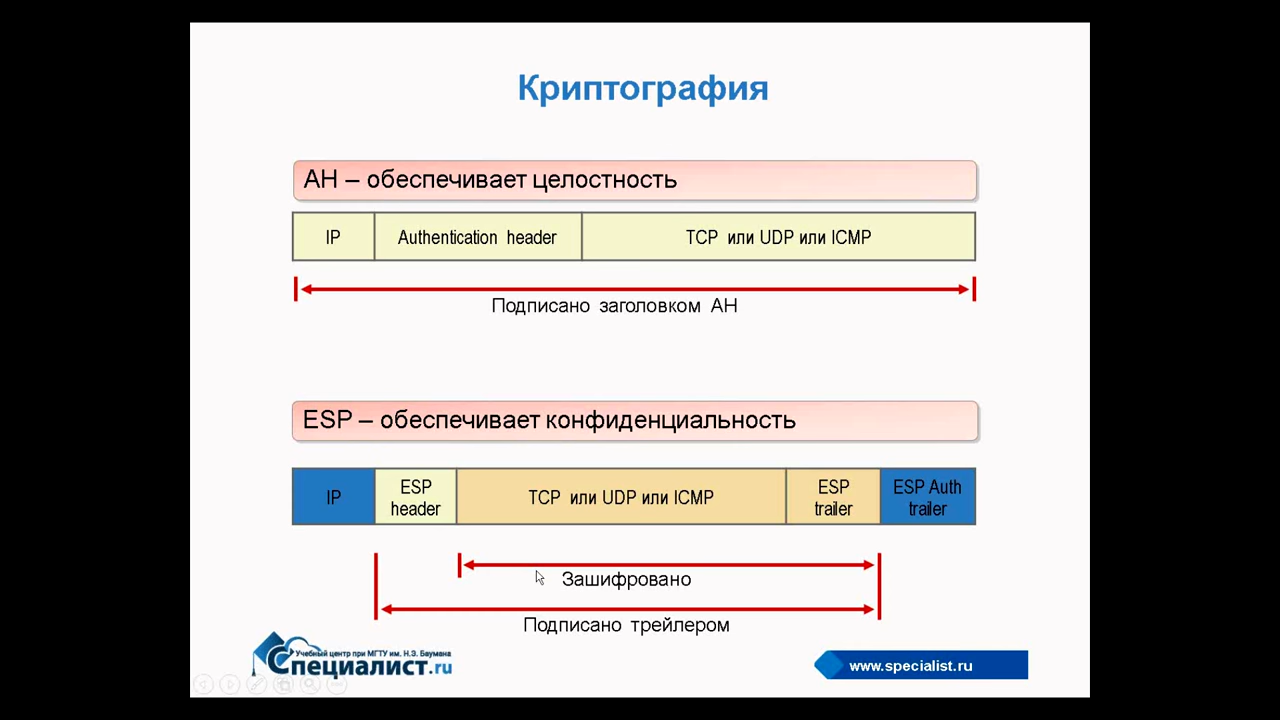 Криптография
AH – обеспечивает целостность
IP
Authentication header
TCP или UDP или ICMP
Подписано заголовком AH
ESP – обеспечивает конфиденциальность
IP
ESP
header
TCP или UDP или ICMP
ESP
trailer
ESP Auth
trailer
Зашифровано
Подписано трейлером
Учебный центр при МГТУ им. Н.Э. Баумана
Специалист.ru
www.specialist.ru